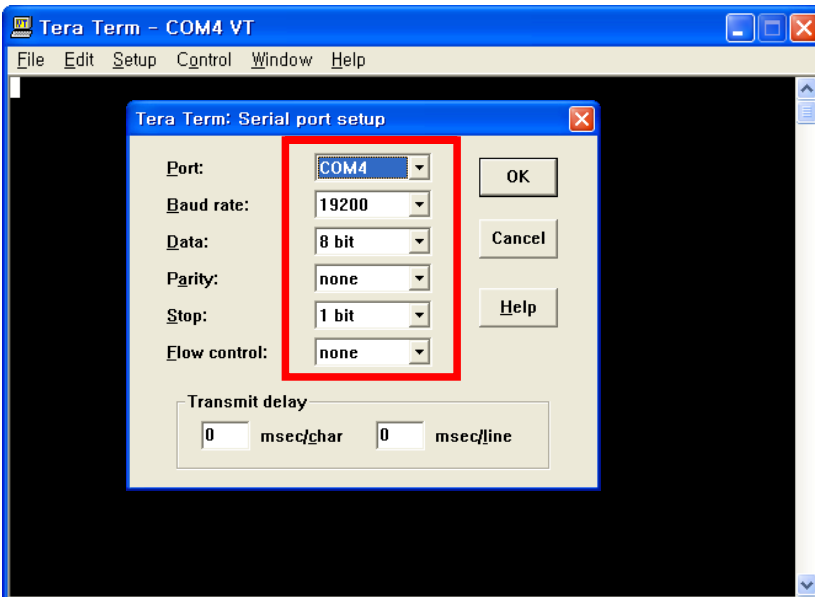 Tera Term - COM4 VT
File Edit Setup Control Window Help
Tera Term: Serial port setup
Port: COM4 OK
Baud rate: 19200
Data: 8 bit Cancel
Parity: none
Stop: 1 bit Help
Flow control: none
Transmit delay
0 msec/char 0 msec/line